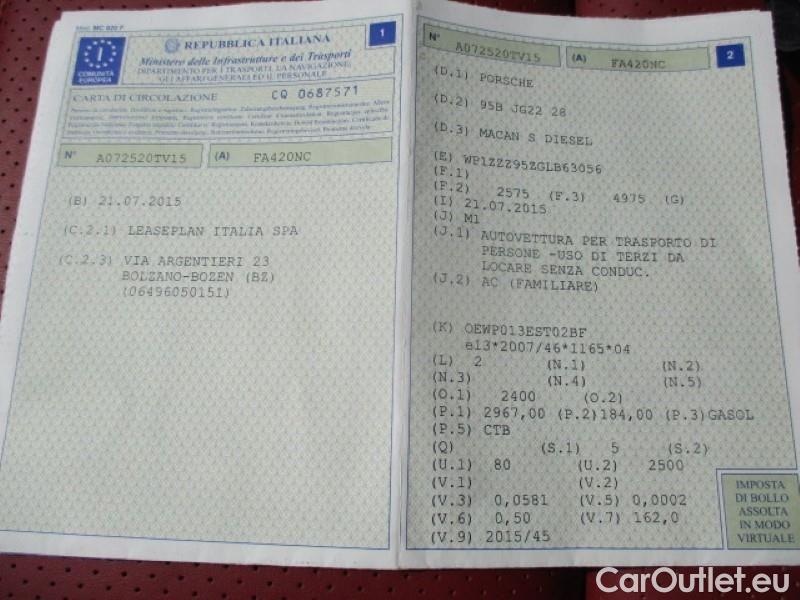 Mod. MC 820 F
1
REPUBBLICA ITALIANA
Ministero delle Infrastrutture e dei Trasporti
DIPARTIMENTO PER I TRASPORTI, LA NAVIGAZIONE,
GLI AFFARI GENERALI ED IL PERSONALE
I
COMUNITÀ
EUROPEA
CARTA DI CIRCOLAZIONE CQ 0687571
N° A072520TV15 (A) FA420NC
(B) 21.07.2015
(C.2.1) LEASEPLAN ITALIA SPA
(C.2.3) VIA ARGENTIERI 23
BOLZANO-BOZEN (BZ)
(06496050151)
N° A072520TV15 (A) FA420NC 2
(D.1) PORSCHE
(D.2) 95B JG22 28
(D.3) MACAN S DIESEL
(E) WP1ZZZ95ZGLB63056
(F.1)
(F.2) 2575 (F.3) 4975 (G)
(I) 21.07.2015
(J) M1
(J.1) AUTOVETTURA PER TRASPORTO DI
PERSONE -USO DI TERZI DA
LOCARE SENZA CONDUC.
(J.2) AC (FAMILIARE)
(K) OEWP013EST02BF
e13*2007/46*1165*04
(L) 2 (N.1) (N.2)
(N.3) (N.4) (N.5)
(O.1) 2400 (O.2)
(P.1) 2967,00 (P.2)184,00 (P.3)GASOL
(P.5) CTB
(Q) (S.1) 5 (S.2)
(U.1) 80 (U.2) 2500
(V.1) (V.2)
(V.3) 0,0581 (V.5) 0,0002
(V.6) 0,50 (V.7) 162,0
(V.9) 2015/45
IMPOSTA
DI BOLLO
ASSOLTA
IN MODO
VIRTUALE
CarOutlet.eu